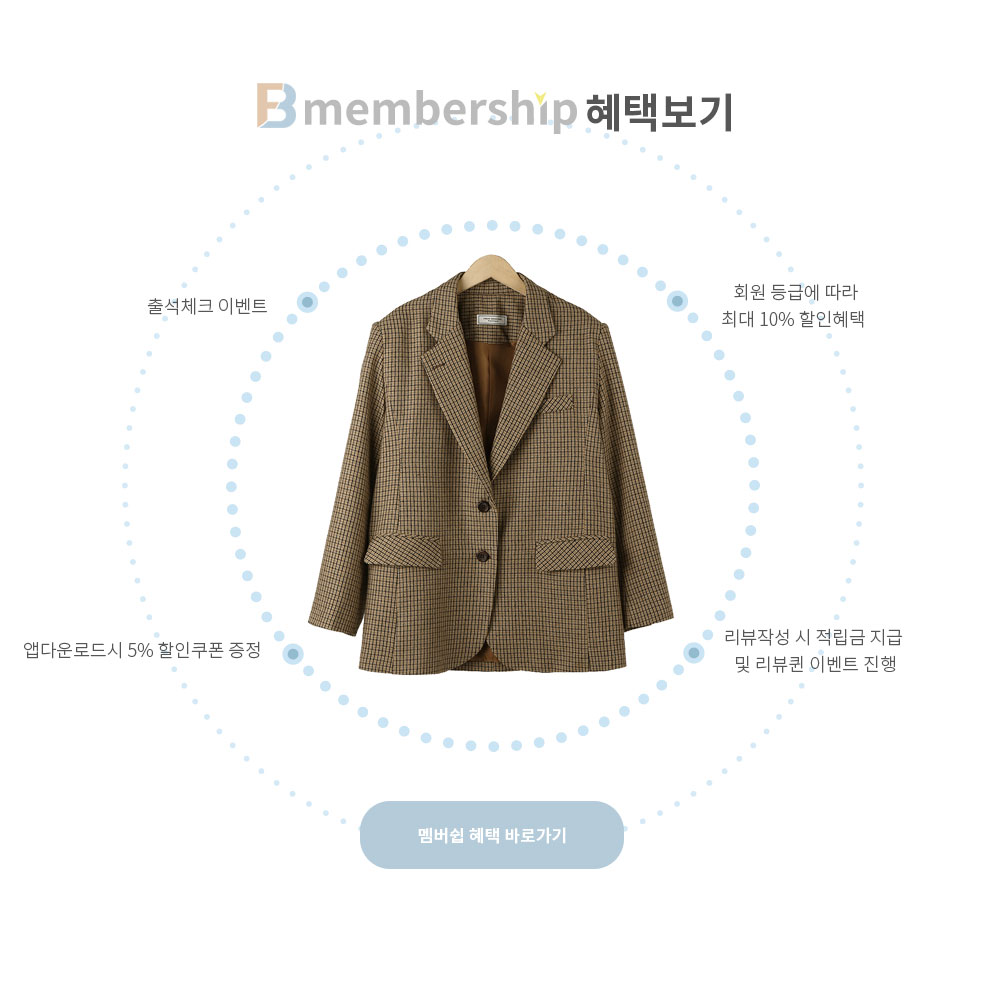 B membership 혜택보기
출석체크 이벤트
회원 등급에 따라
최대 10% 할인혜택
앱다운로드시 5% 할인쿠폰 증정
리뷰작성 시 적립금 지급
및 리뷰퀸 이벤트 진행
멤버쉽 혜택 바로가기